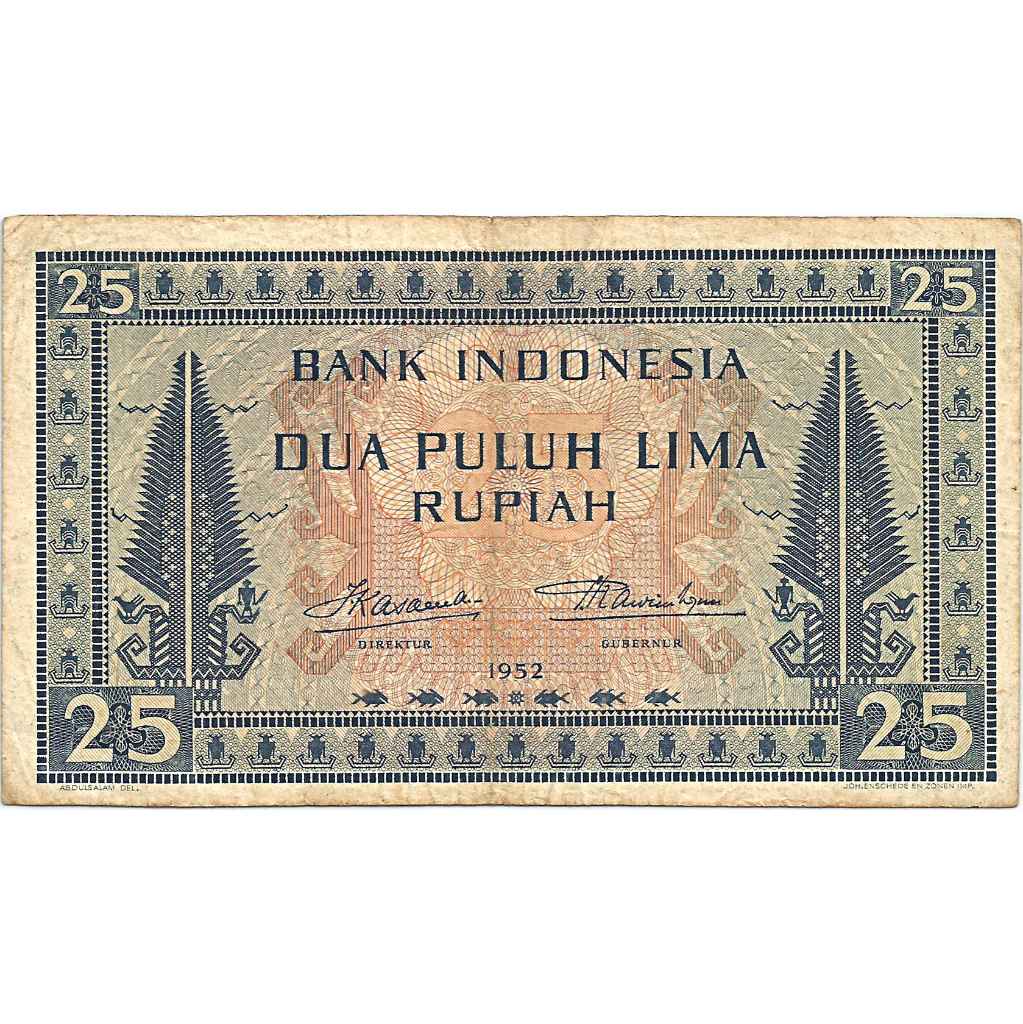 25 25
BANK INDONESIA
DUA PULUH LIMA
RUPIAH
25
DIREKTUR GUBERNUR
1952
25 25
ABDULSALAM DEL. JOH. ENSCHEDE EN ZONEN IMP.